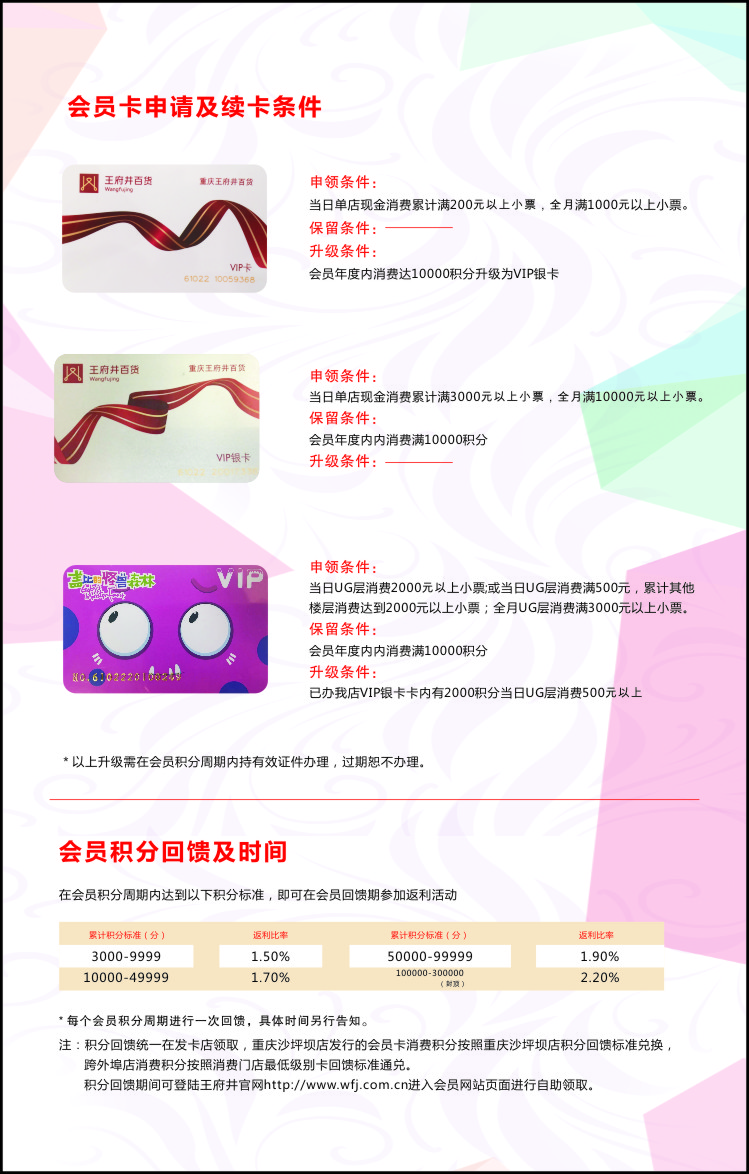 会员卡申请及续卡条件
王府井百货
Wangfujing
重庆王府井百货
VIP卡
61022 10059368
申领条件：
当日单店现金消费累计满200元以上小票，全月满1000元以上小票。
保留条件：
升级条件：
会员年度内消费达10000积分升级为VIP银卡
王府井百货
Wangfujing
重庆王府井百货
VIP银卡
申领条件：
当日单店现金消费累计满3000元以上小票，全月满10000元以上小票。
保留条件：
会员年度内内消费满10000积分
升级条件：
VIP
申领条件：
当日UG层消费2000元以上小票;或当日UG层消费满500元，累计其他
楼层消费达到2000元以上小票；全月UG层消费满3000元以上小票。
保留条件：
会员年度内内消费满10000积分
升级条件：
已办我店VIP银卡卡内有2000积分当日UG层消费500元以上
* 以上升级需在会员积分周期内持有效证件办理，过期恕不办理。
会员积分回馈及时间
在会员积分周期内达到以下积分标准，即可在会员回馈期参加返利活动
累计积分标准（分） 返利比率 累计积分标准（分） 返利比率
3000-9999 1.50% 50000-99999 1.90%
10000-49999 1.70% 100000-300000 2.20%
（封顶）
* 每个会员积分周期进行一次回馈，具体时间另行告知。
注：积分回馈统一在发卡店领取，重庆沙坪坝店发行的会员卡消费积分按照重庆沙坪坝店积分回馈标准兑换，
跨外埠店消费积分按照消费门店最低级别卡回馈标准通兑。
积分回馈期间可登陆王府井官网http://www.wfj.com.cn进入会员网站页面进行自助领取。